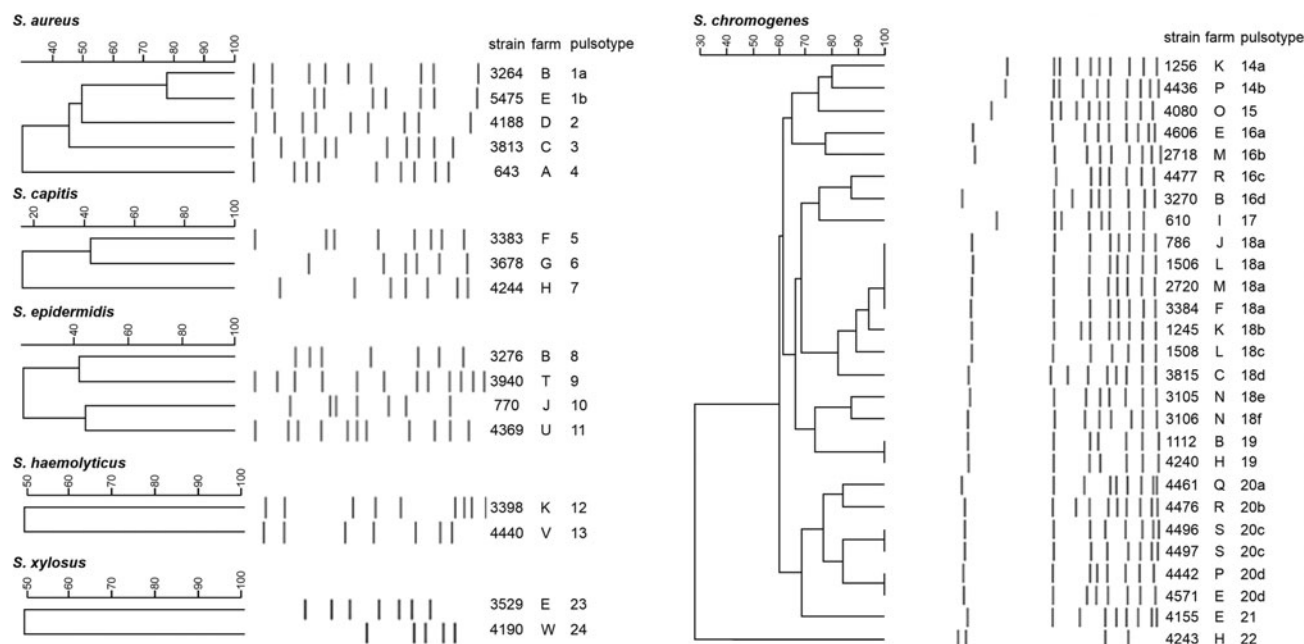 S. aureus
40 50 60 70 80 90 100
strain farm pulsotype
3264 B 1a
5475 E 1b
4188 D 2
3813 C 3
643 A 4
S. capitis
20 40 60 80 100
3383 F 5
3678 G 6
4244 H 7
S. epidermidis
40 60 80 100
3276 B 8
3940 T 9
770 J 10
4369 U 11
S. haemolyticus
50 60 70 80 90 100
3398 K 12
4440 V 13
S. xylosus
50 60 70 80 90 100
3529 E 23
4190 W 24
S. chromogenes
30 40 50 60 70 80 90 100
strain farm pulsotype
1256 K 14a
4436 P 14b
4080 O 15
4606 E 16a
2718 M 16b
4477 R 16c
3270 B 16d
610 I 17
786 J 18a
1506 L 18a
2720 M 18a
3384 F 18a
1245 K 18b
1508 L 18c
3815 C 18d
3105 N 18e
3106 N 18f
1112 B 19
4240 H 19
4461 Q 20a
4476 R 20b
4496 S 20c
4497 S 20c
4442 P 20d
4571 E 20d
4155 E 21
4243 H 22